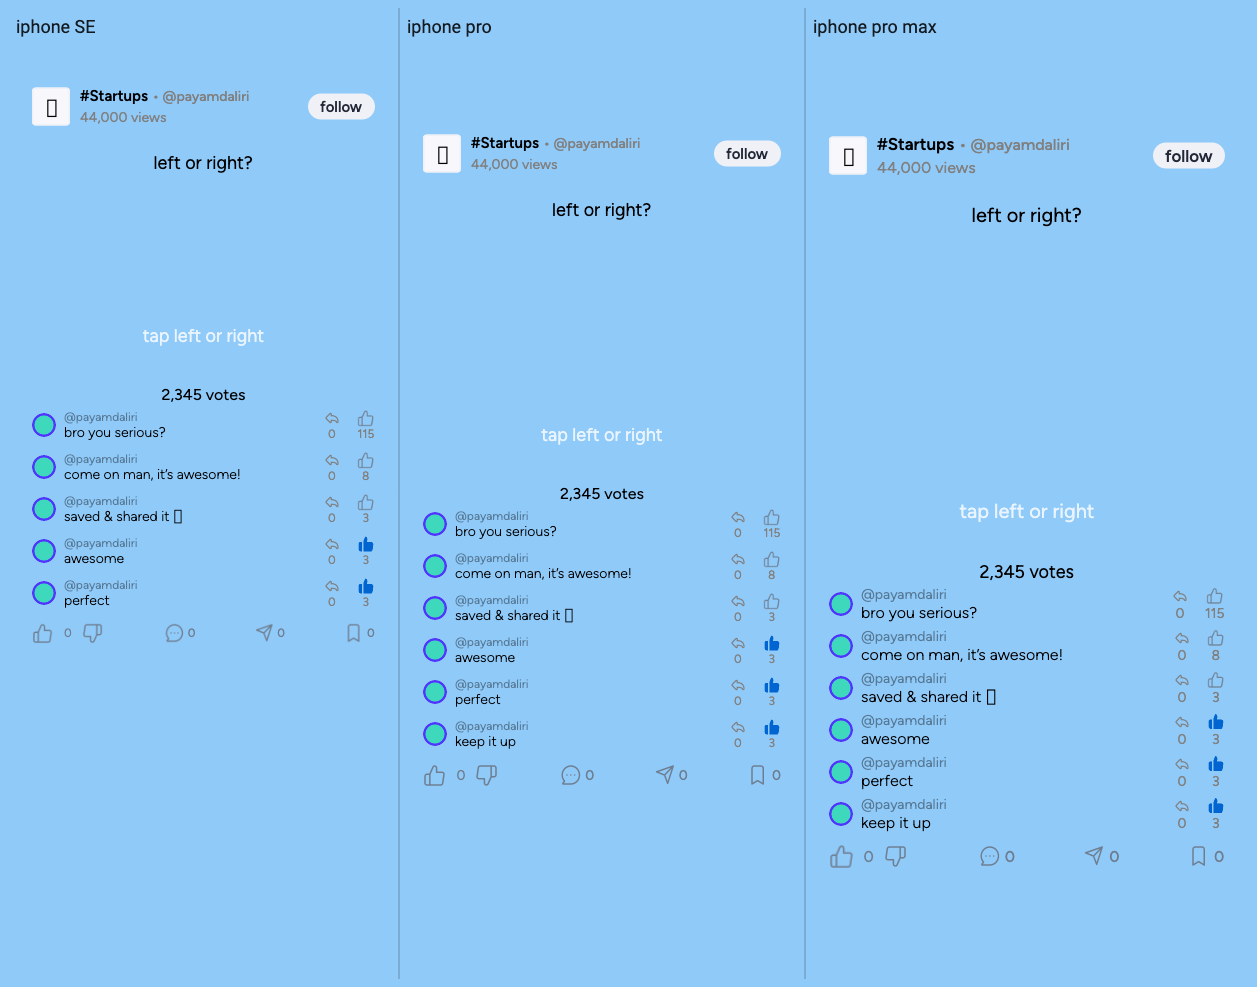 iphone SE
#Startups • @payamdaliri
44,000 views
follow
left or right?
tap left or right
2,345 votes
@payamdaliri
bro you serious?
0 115
@payamdaliri
come on man, it's awesome!
0 8
@payamdaliri
saved & shared it
0 3
@payamdaliri
awesome
0 3
@payamdaliri
perfect
0 3
0 0 0 0
iphone pro
#Startups • @payamdaliri
44,000 views
follow
left or right?
tap left or right
2,345 votes
@payamdaliri
bro you serious?
0 115
@payamdaliri
come on man, it's awesome!
0 8
@payamdaliri
saved & shared it
0 3
@payamdaliri
awesome
0 3
@payamdaliri
perfect
0 3
@payamdaliri
keep it up
0 3
0 0 0 0
iphone pro max
#Startups • @payamdaliri
44,000 views
follow
left or right?
tap left or right
2,345 votes
@payamdaliri
bro you serious?
0 115
@payamdaliri
come on man, it's awesome!
0 8
@payamdaliri
saved & shared it
0 3
@payamdaliri
awesome
0 3
@payamdaliri
perfect
0 3
@payamdaliri
keep it up
0 3
0 0 0 0